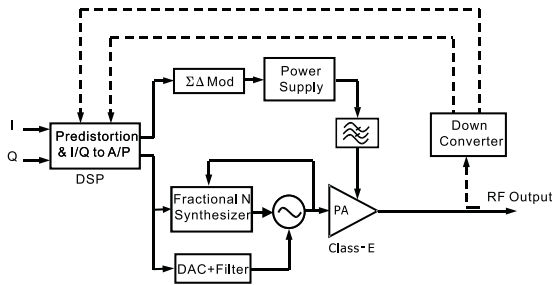 ΣΔ Mod
Power
Supply
I
Q
Predistortion
& I/Q to A/P
DSP
Down
Converter
Fractional N
Synthesizer
PA
Class-E
RF Output
DAC+Filter